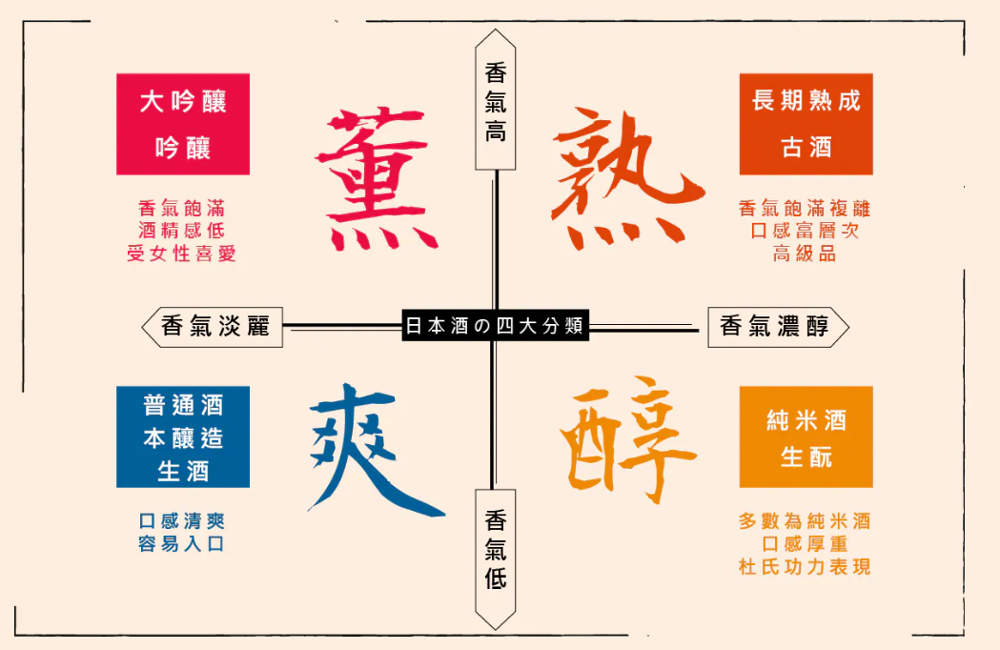 香氣高
大吟釀
吟釀
薫
香氣飽滿
酒精感低
受女性喜愛
熟
長期熟成
古酒
香氣飽滿複離
口感富層次
高級品
香氣淡麗
日本酒の四大分類
香氣濃醇
普通酒
本釀造
生酒
爽
口感清爽
容易入口
醇
純米酒
生酛
多數為純米酒
口感厚重
杜氏功力表現
香氣低